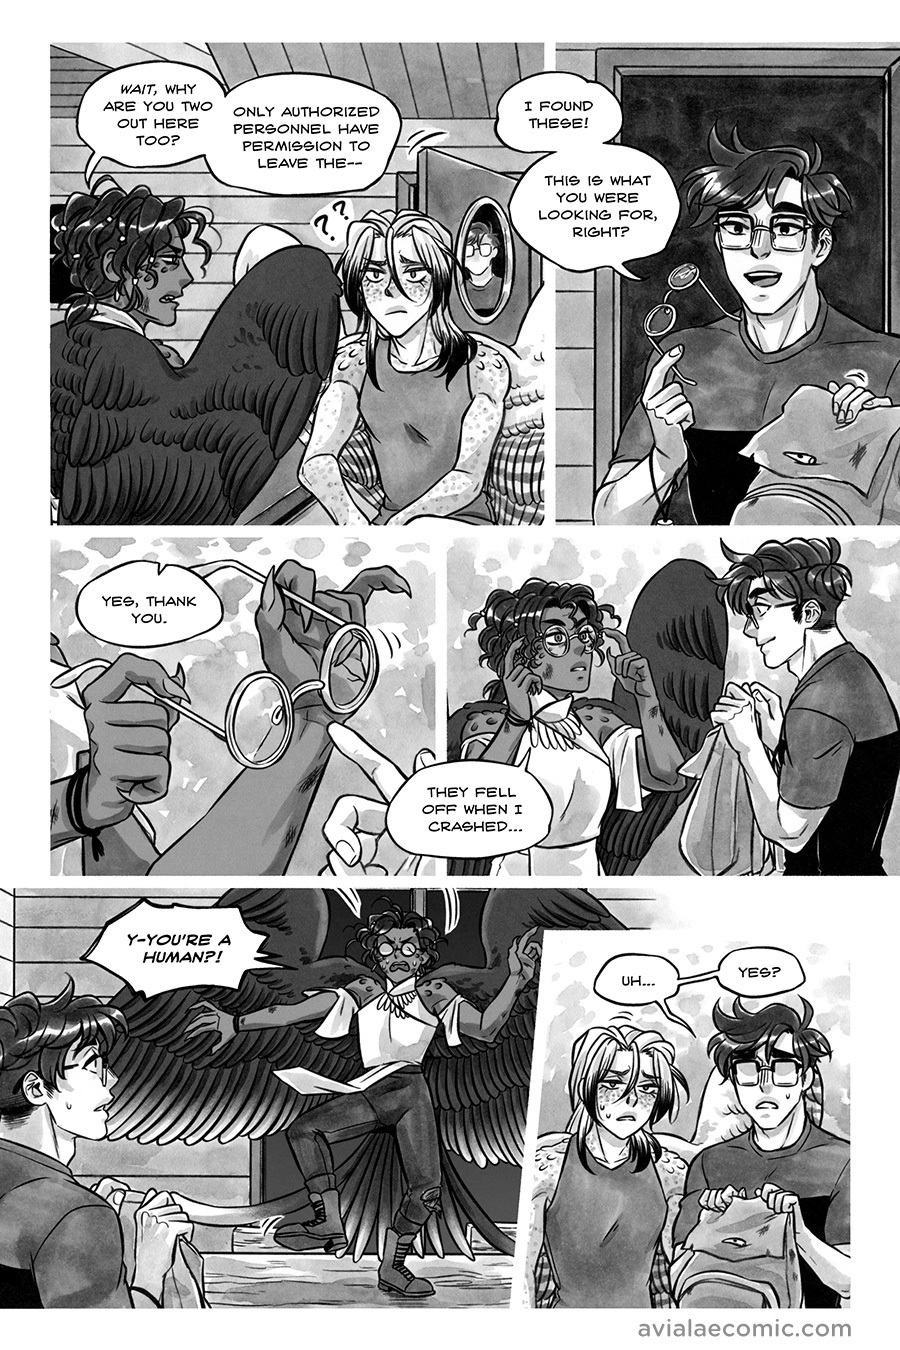 WAIT, WHY
ARE YOU TWO
OUT HERE
TOO?
ONLY AUTHORIZED
PERSONNEL HAVE
PERMISSION TO
LEAVE THE--
??
I FOUND
THESE!
THIS IS WHAT
YOU WERE
LOOKING FOR,
RIGHT?
YES, THANK
YOU.
THEY FELL
OFF WHEN I
CRASHED...
Y-YOU'RE A
HUMAN?!
UH...
YES?
avialaecomic.com